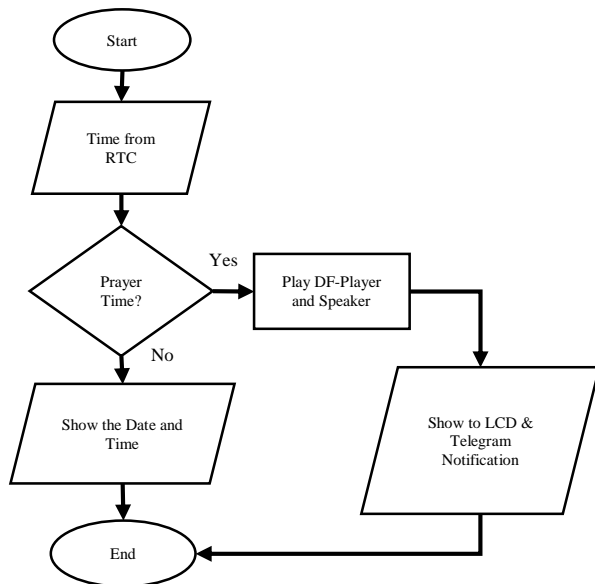 Start
Time from
RTC
Prayer
Time?
Yes
Play DF-Player
and Speaker
No
Show the Date and
Time
Show to LCD &
Telegram
Notification
End